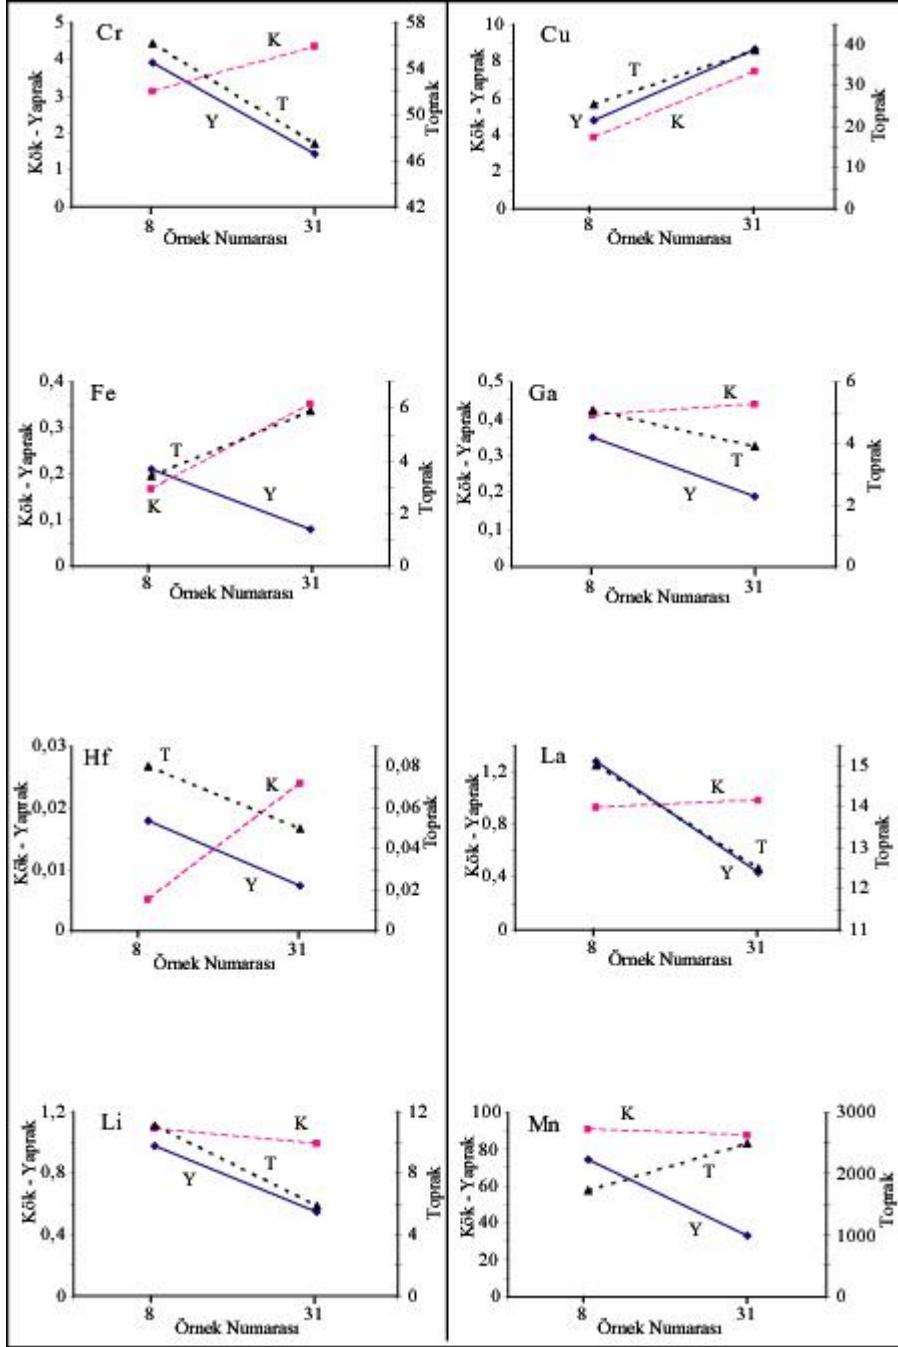 Cr
Kök - Yaprak
5
4
3
2
1
0
K
T
Y
58
54
50
46
42
Toprak
8
31
Örnek Numarası
Cu
Kök - Yaprak
10
8
6
4
2
0
T
Y
K
40
30
20
10
0
Toprak
8
31
Örnek Numarası
Fe
Kök - Yaprak
0,4
0,3
0,2
0,1
0
T
K
Y
6
4
2
0
Toprak
8
31
Örnek Numarası
Ga
Kök - Yaprak
0,5
0,4
0,3
0,2
0,1
0
K
T
Y
6
4
2
0
Toprak
8
31
Örnek Numarası
Hf
Kök - Yaprak
0,03
0,02
0,01
0
T
K
Y
0,08
0,06
0,04
0,02
0
Toprak
8
31
Örnek Numarası
La
Kök - Yaprak
1,2
0,8
0,4
0
K
T
Y
15
14
13
12
11
Toprak
8
31
Örnek Numarası
Li
Kök - Yaprak
1,2
0,8
0,4
0
K
T
Y
12
8
4
0
Toprak
8
31
Örnek Numarası
Mn
Kök - Yaprak
100
80
60
40
20
0
K
T
Y
3000
2000
1000
0
Toprak
8
31
Örnek Numarası